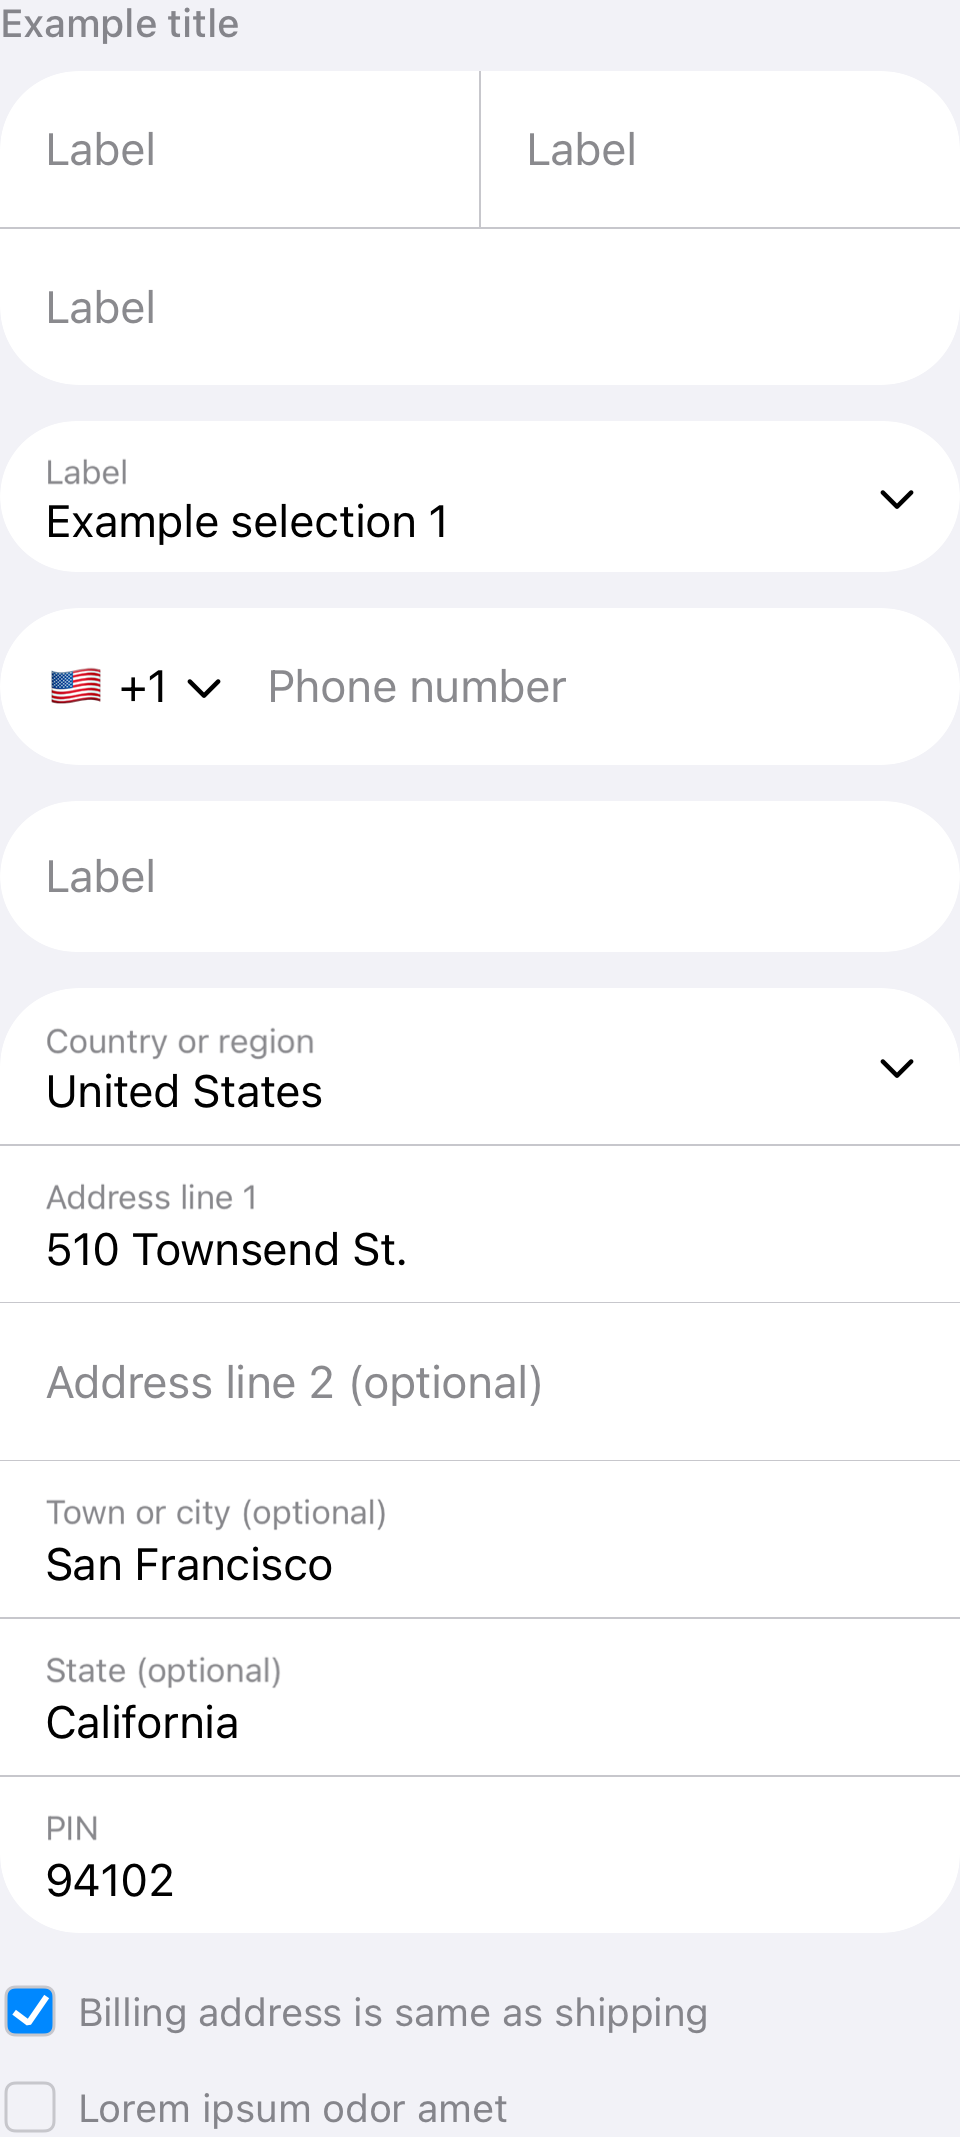 Example title
Label
Label
Label
Label
Example selection 1
🇺🇸 +1 Phone number
Label
Country or region
United States
Address line 1
510 Townsend St.
Address line 2 (optional)
Town or city (optional)
San Francisco
State (optional)
California
PIN
94102
Billing address is same as shipping
Lorem ipsum odor amet